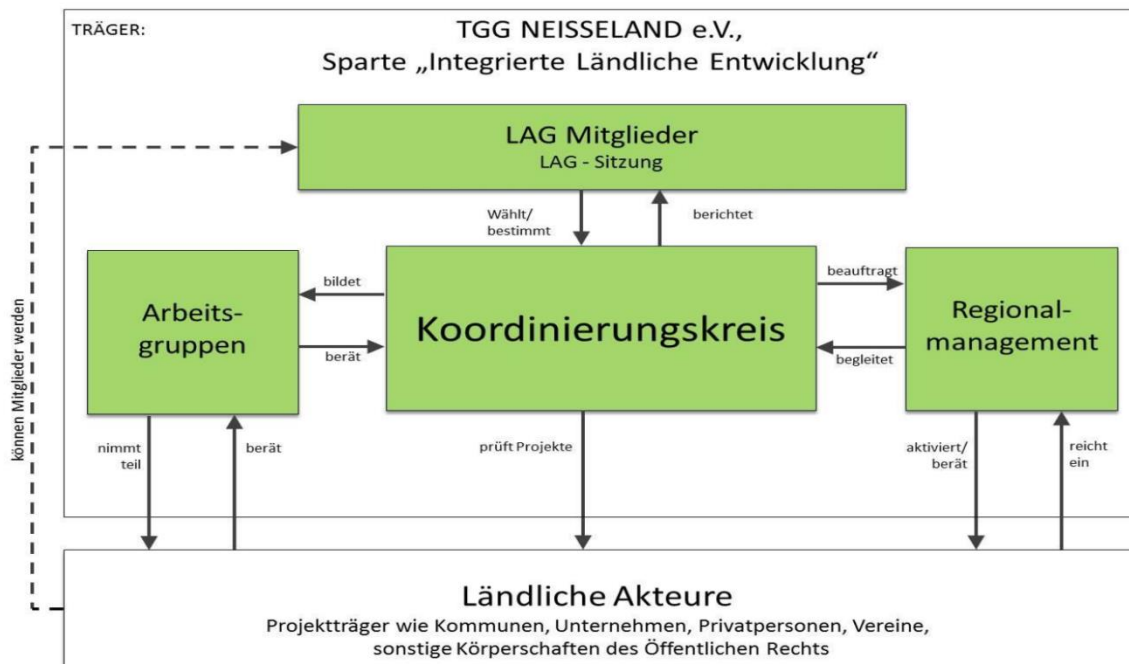 TRÄGER:
TGG NEISSELAND e.V.,
Sparte „Integrierte Ländliche Entwicklung“
LAG Mitglieder
LAG - Sitzung
Wählt/
bestimmt
berichtet
können Mitglieder werden
Arbeits-
gruppen
bildet
berät
Koordinierungskreis
beauftragt
begleitet
Regional-
management
nimmt
teil
berät
prüft Projekte
aktiviert/
berät
reicht
ein
Ländliche Akteure
Projektträger wie Kommunen, Unternehmen, Privatpersonen, Vereine,
sonstige Körperschaften des Öffentlichen Rechts